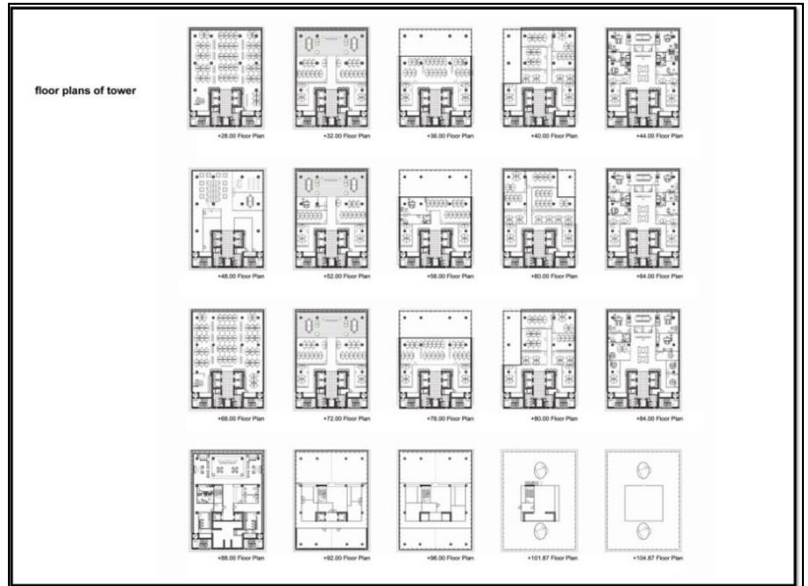 floor plans of tower
+28.00 Floor Plan
+32.00 Floor Plan
+36.00 Floor Plan
+40.00 Floor Plan
+44.00 Floor Plan
+48.00 Floor Plan
+52.00 Floor Plan
+56.00 Floor Plan
+60.00 Floor Plan
+64.00 Floor Plan
+68.00 Floor Plan
+72.00 Floor Plan
+76.00 Floor Plan
+80.00 Floor Plan
+84.00 Floor Plan
+88.00 Floor Plan
+92.00 Floor Plan
+96.00 Floor Plan
+101.87 Floor Plan
+104.87 Floor Plan